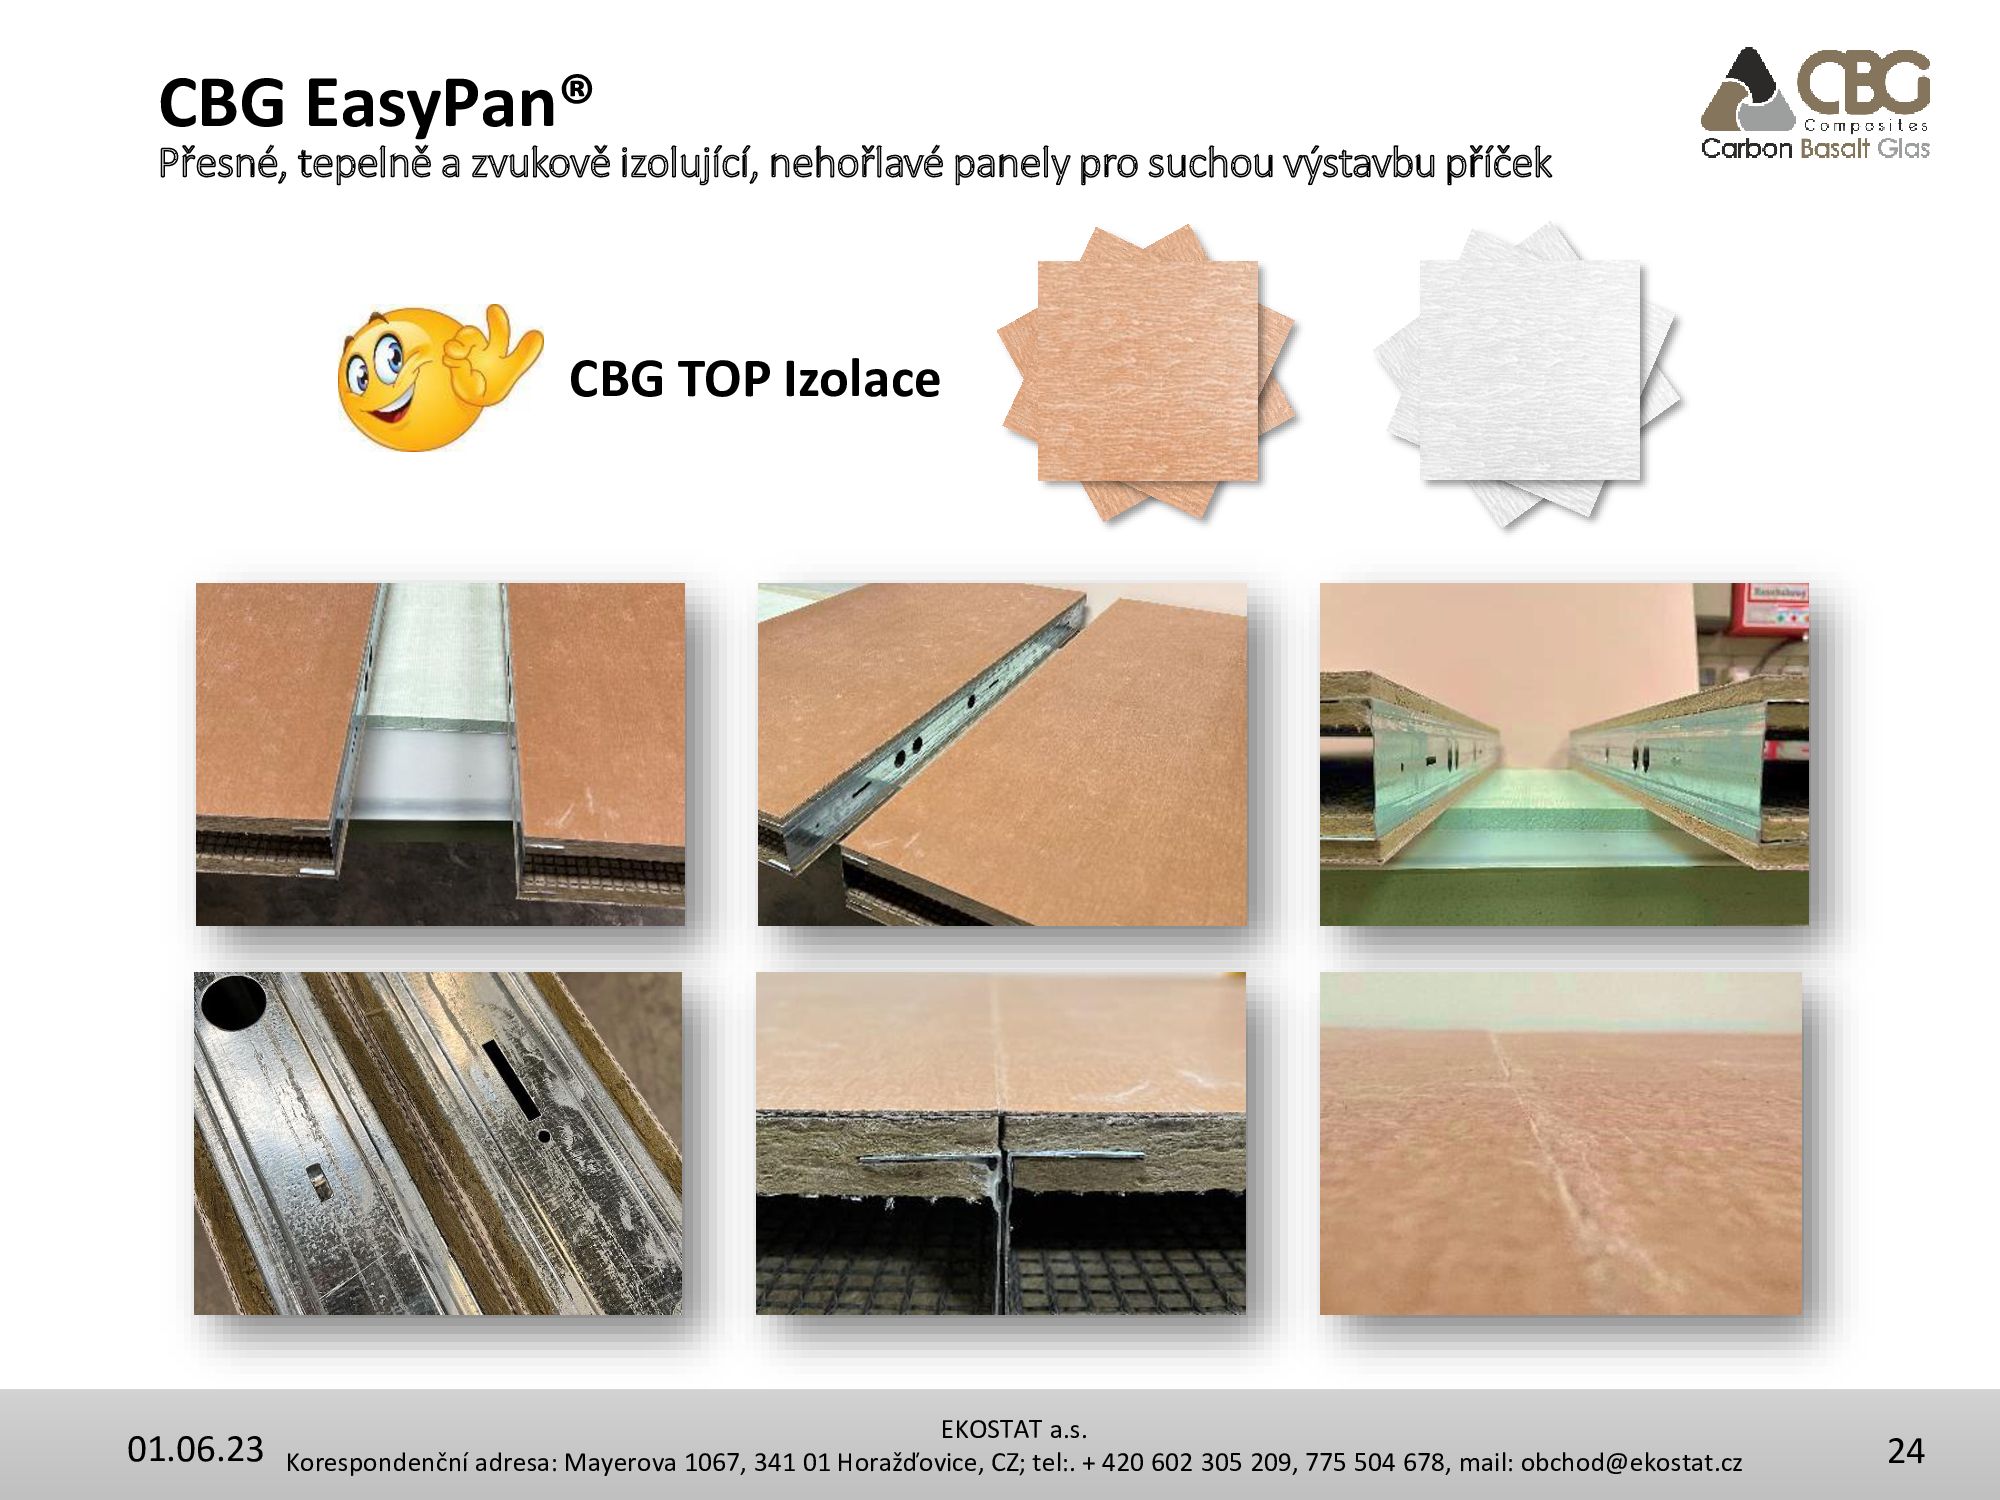 CBG EasyPan®
Přesné, tepelně a zvukově izolující, nehořlavé panely pro suchou výstavbu příček
CBG
Composites
Carbon Basalt Glas
CBG TOP Izolace
01.06.23
EKOSTAT a.s.
Korespondenční adresa: Mayerova 1067, 341 01 Horažďovice, CZ; tel:. + 420 602 305 209, 775 504 678, mail: obchod@ekostat.cz
24